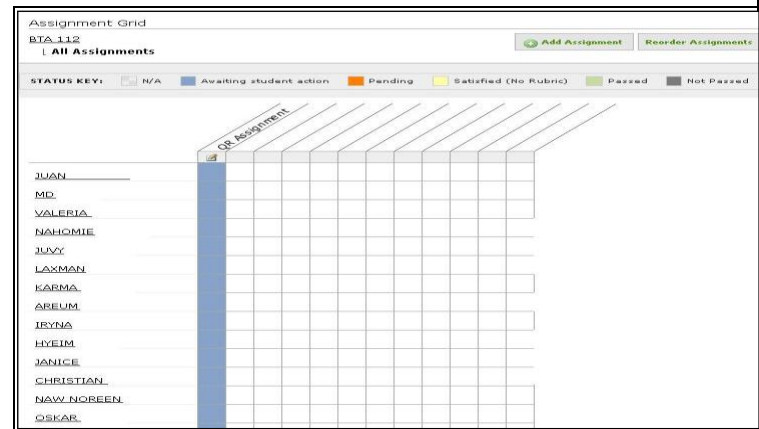 Assignment Grid
BTA 112
All Assignments
Add Assignment
Reorder Assignments
STATUS KEY: N/A Awaiting student action Pending Satisfied (No Rubric) Passed Not Passed
QR Assignment
JUAN
MD
VALERIA
NAHOMIE
JUVY
LAXMAN
KARMA
AREUM
IRYNA
HYEIM
JANICE
CHRISTIAN
NAW NOREEN
OSKAR